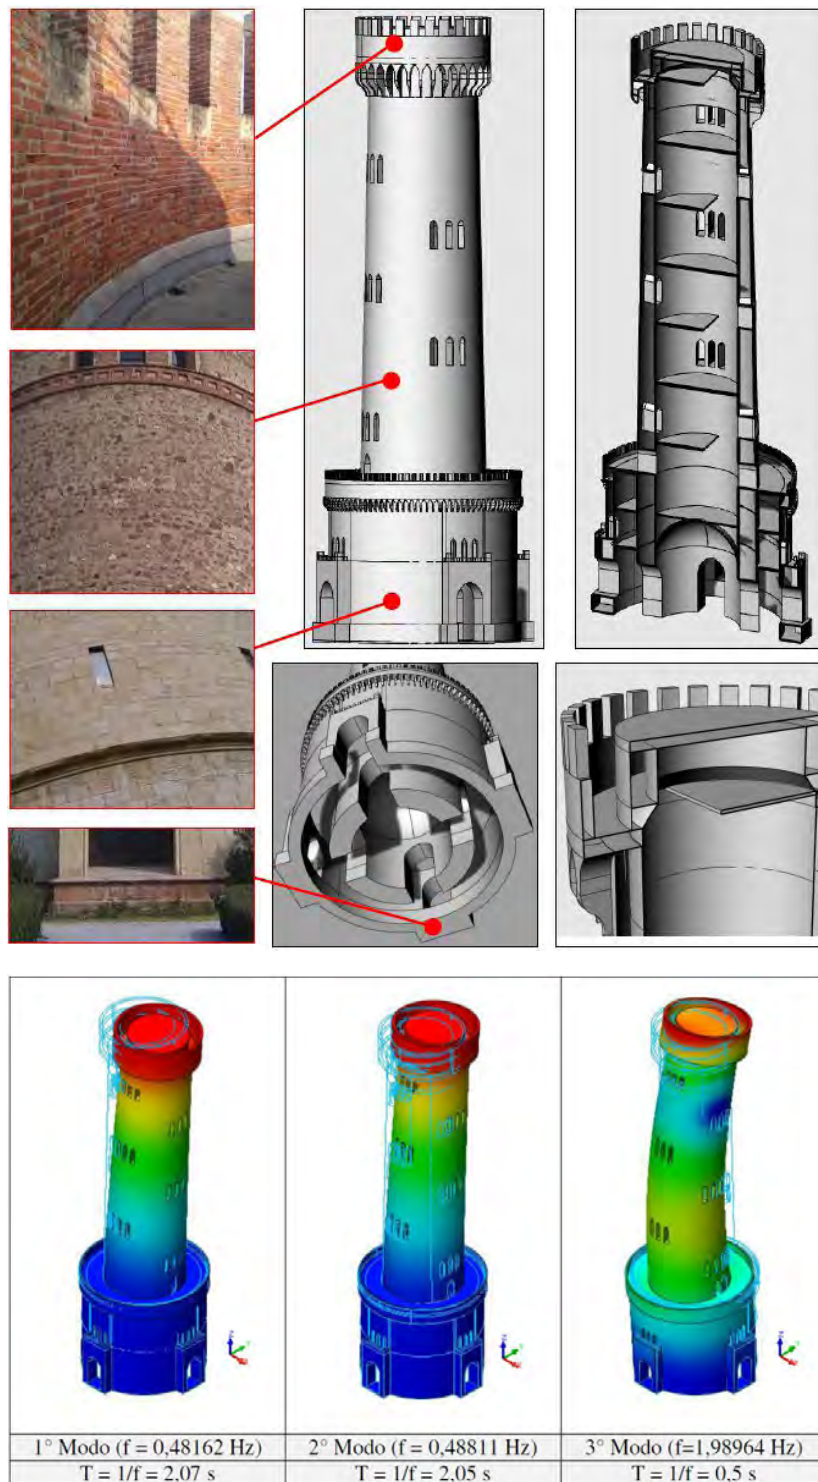 1° Modo (f = 0,48162 Hz)
2° Modo (f = 0,48811 Hz)
3° Modo (f=1,98964 Hz)
T = 1/f = 2,07 s
T = 1/f = 2,05 s
T = 1/f = 0,5 s